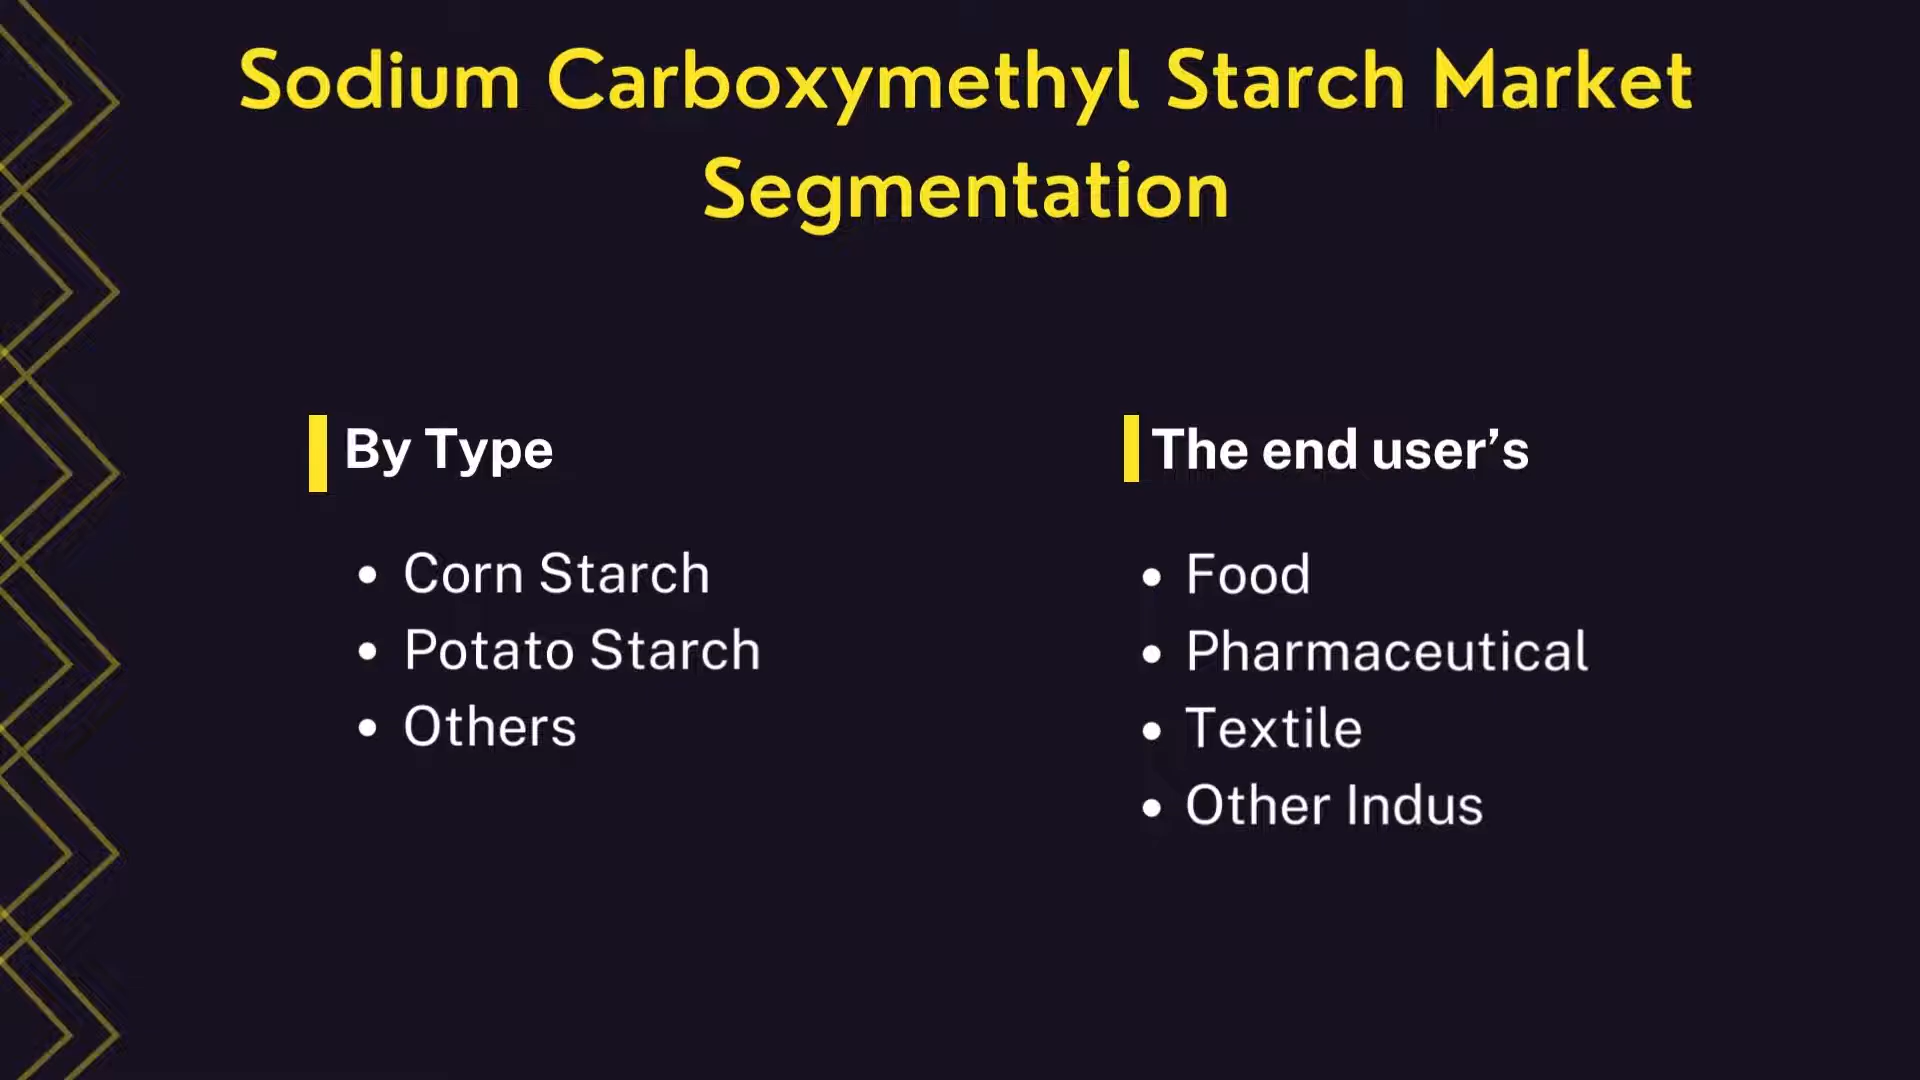 Sodium Carboxymethyl Starch Market
Segmentation
By Type
• Corn Starch
• Potato Starch
• Others
The end user’s
• Food
• Pharmaceutical
• Textile
• Other Indus